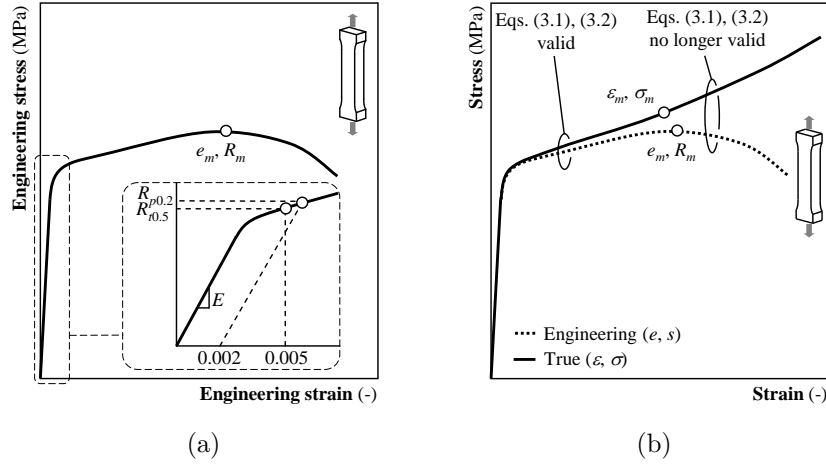 Engineering stress (MPa)
e_m, R_m
R_p0.2
R_t0.5
E
0.002 0.005
Engineering strain (-)
(a)
Eqs. (3.1), (3.2)
valid
Eqs. (3.1), (3.2)
no longer valid
Stress (MPa)
ε_m, σ_m
e_m, R_m
Engineering (e, s)
True (ε, σ)
Strain (-)
(b)